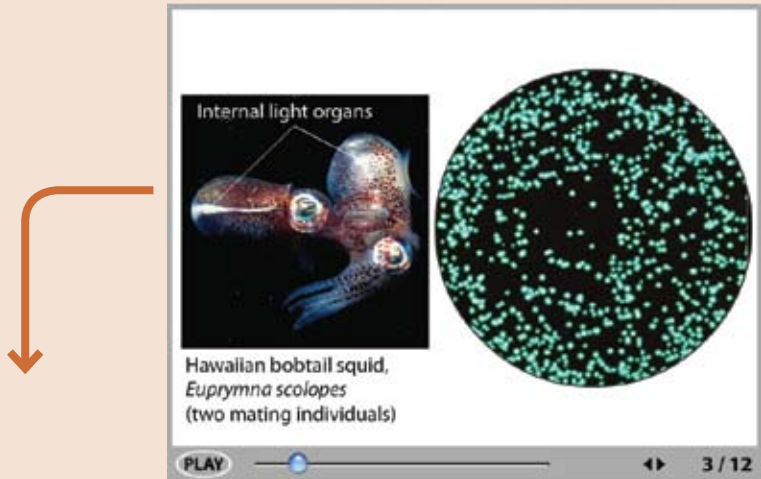 Internal light organs
Hawaiian bobtail squid,
Euprymna scolopes
(two mating individuals)
PLAY
3 / 12